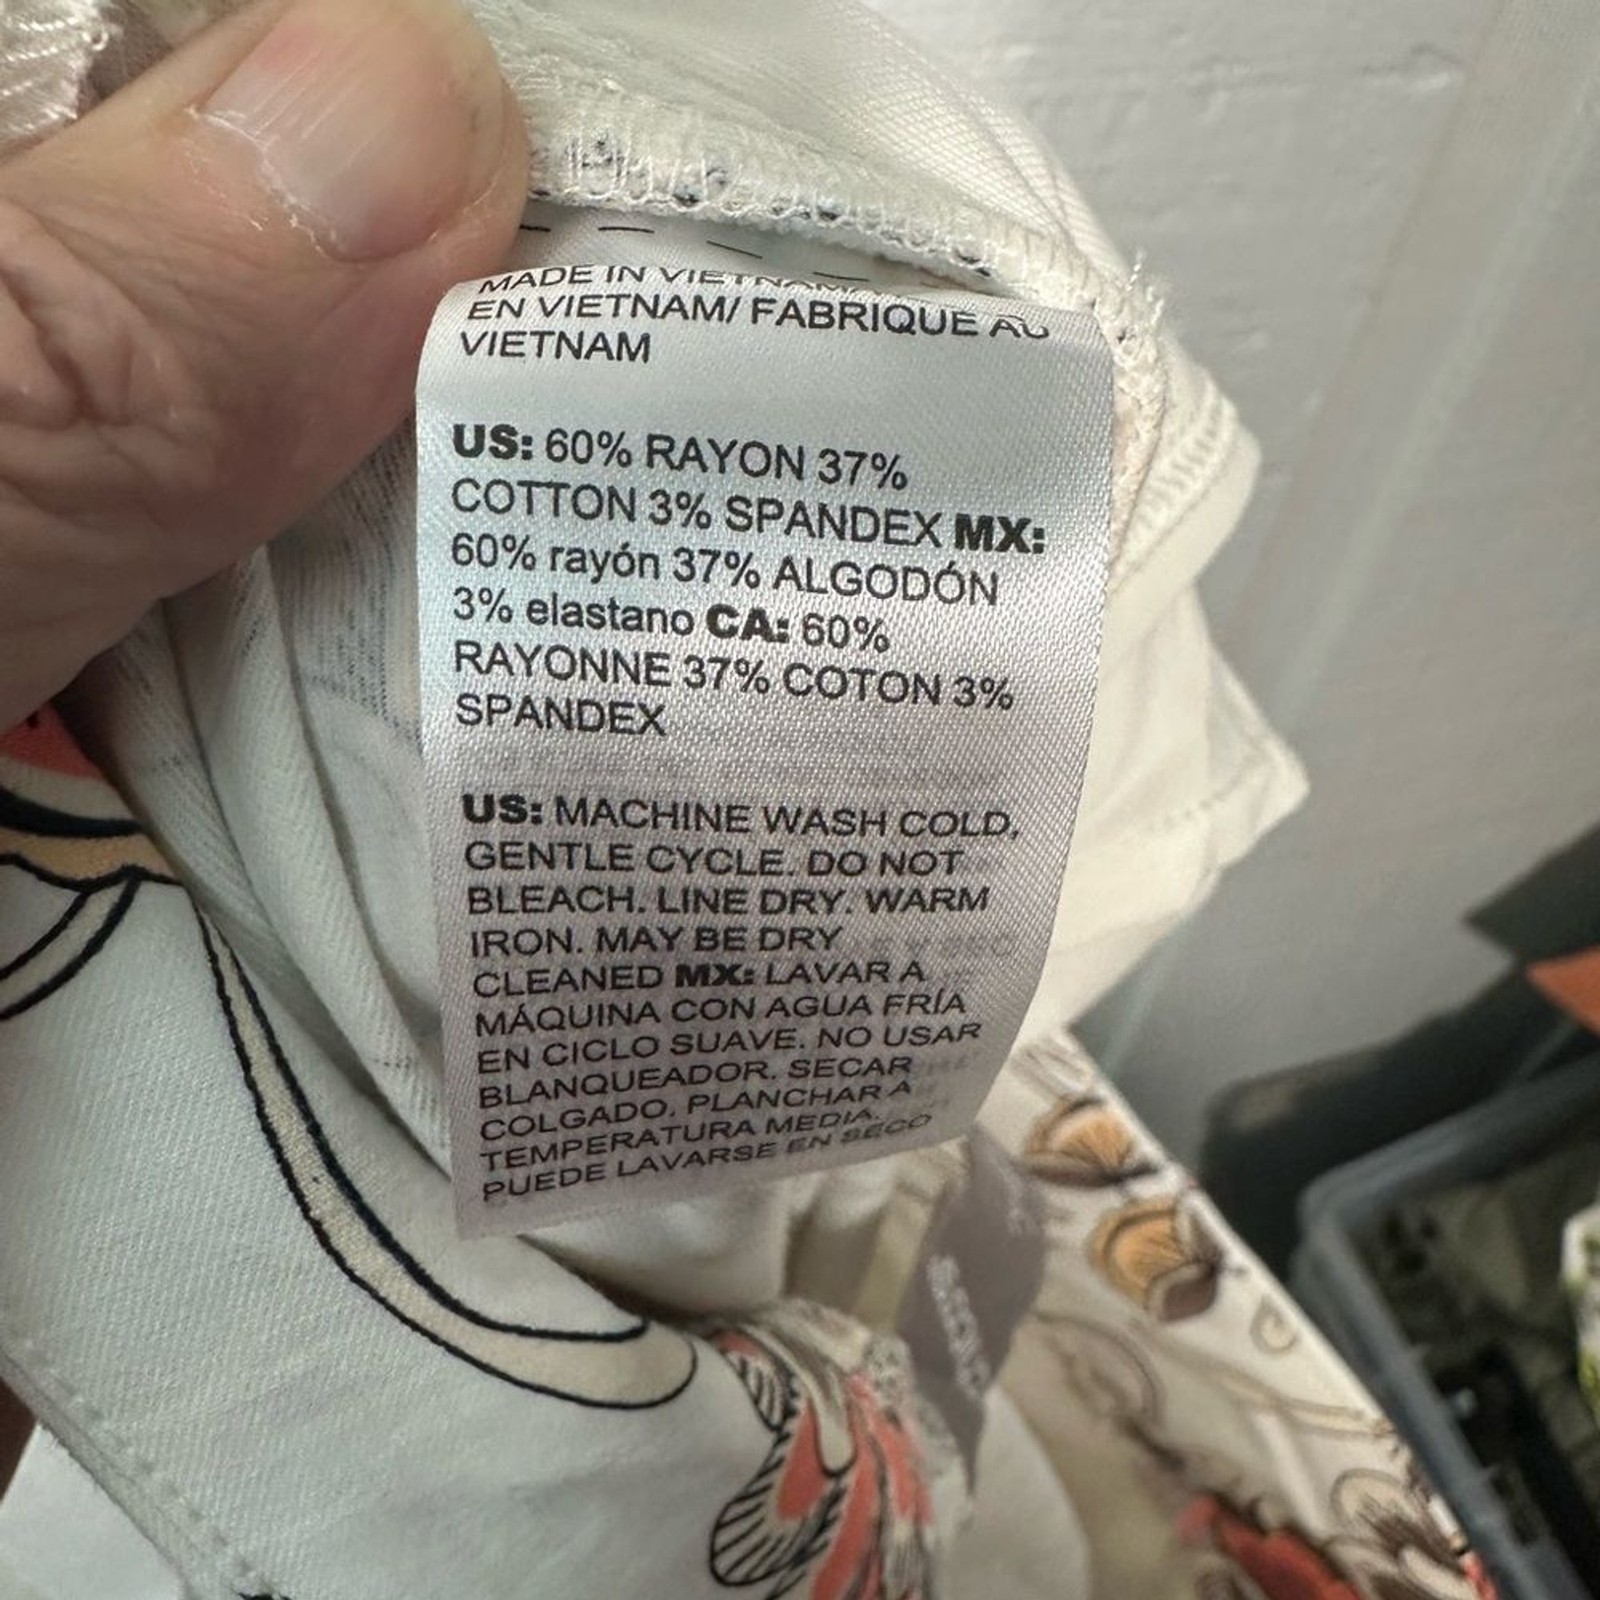 MADE IN VIETNAM/
EN VIETNAM/ FABRIQUE AU
VIETNAM
US: 60% RAYON 37%
COTTON 3% SPANDEX MX:
60% rayón 37% ALGODÓN
3% elastano CA: 60%
RAYONNE 37% COTON 3%
SPANDEX
US: MACHINE WASH COLD,
GENTLE CYCLE. DO NOT
BLEACH. LINE DRY. WARM
IRON. MAY BE DRY
CLEANED MX: LAVAR A
MÁQUINA CON AGUA FRÍA
EN CICLO SUAVE. NO USAR
BLANQUEADOR. SECAR
COLGADO. PLANCHAR A
TEMPERATURA MEDIA.
PUEDE LAVARSE EN SECO